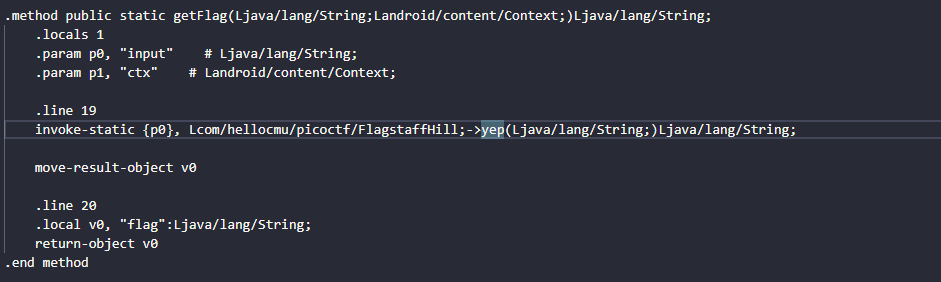 .method public static getFlag(Ljava/lang/String;Landroid/content/Context;)Ljava/lang/String;
.locals 1
.param p0, "input"    # Ljava/lang/String;
.param p1, "ctx"    # Landroid/content/Context;
.line 19
invoke-static {p0}, Lcom/hellocmu/picoctf/FlagstaffHill;->yep(Ljava/lang/String;)Ljava/lang/String;
move-result-object v0
.line 20
.local v0, "flag":Ljava/lang/String;
return-object v0
.end method